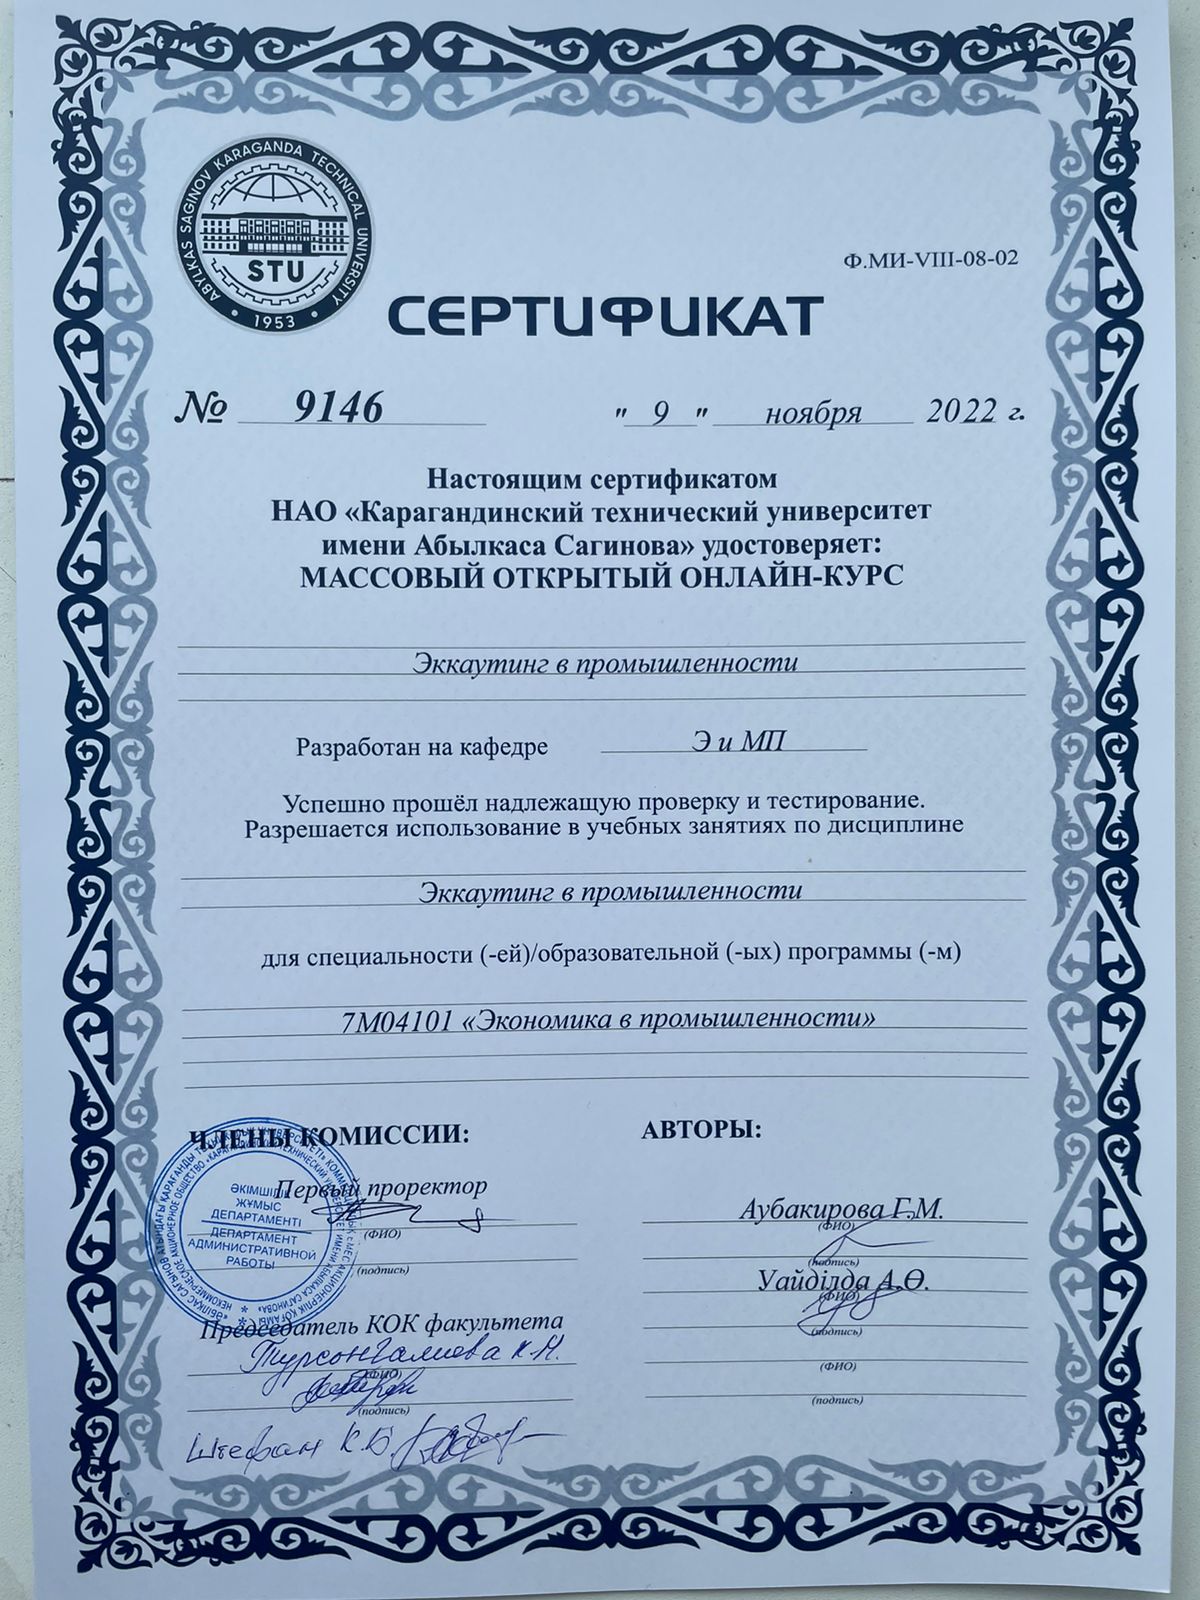 ABYLKAS SAGINOV KARAGANDA TECHNICAL UNIVERSITY
STU
• 1953 •
Ф.МИ-VIII-08-02
СЕРТИФИКАТ
№ 9146 " 9 " ноября 2022 г.
Настоящим сертификатом
НАО «Карагандинский технический университет
имени Абылкаса Сагинова» удостоверяет:
МАССОВЫЙ ОТКРЫТЫЙ ОНЛАЙН-КУРС
Эккаутинг в промышленности
Разработан на кафедре Э и МП
Успешно прошёл надлежащую проверку и тестирование.
Разрешается использование в учебных занятиях по дисциплине
Эккаутинг в промышленности
для специальности (-ей)/образовательной (-ых) программы (-м)
7М04101 «Экономика в промышленности»
ЧЛЕНЫ КОМИССИИ:
Первый проректор
(ФИО)
(подпись)
Председатель КОК факультета
Турсонгалиева К.М.
(ФИО)
(подпись)
Штефан К.Б.
ӘКІМШІЛІК
ЖҰМЫС
ДЕПАРТАМЕНТІ
ДЕПАРТАМЕНТ
АДМИНИСТРАТИВНОЙ
РАБОТЫ
АВТОРЫ:
Аубакирова Г.М.
(ФИО)
(подпись)
Уайділда А.Ө.
(ФИО)
(подпись)
(ФИО)
(подпись)